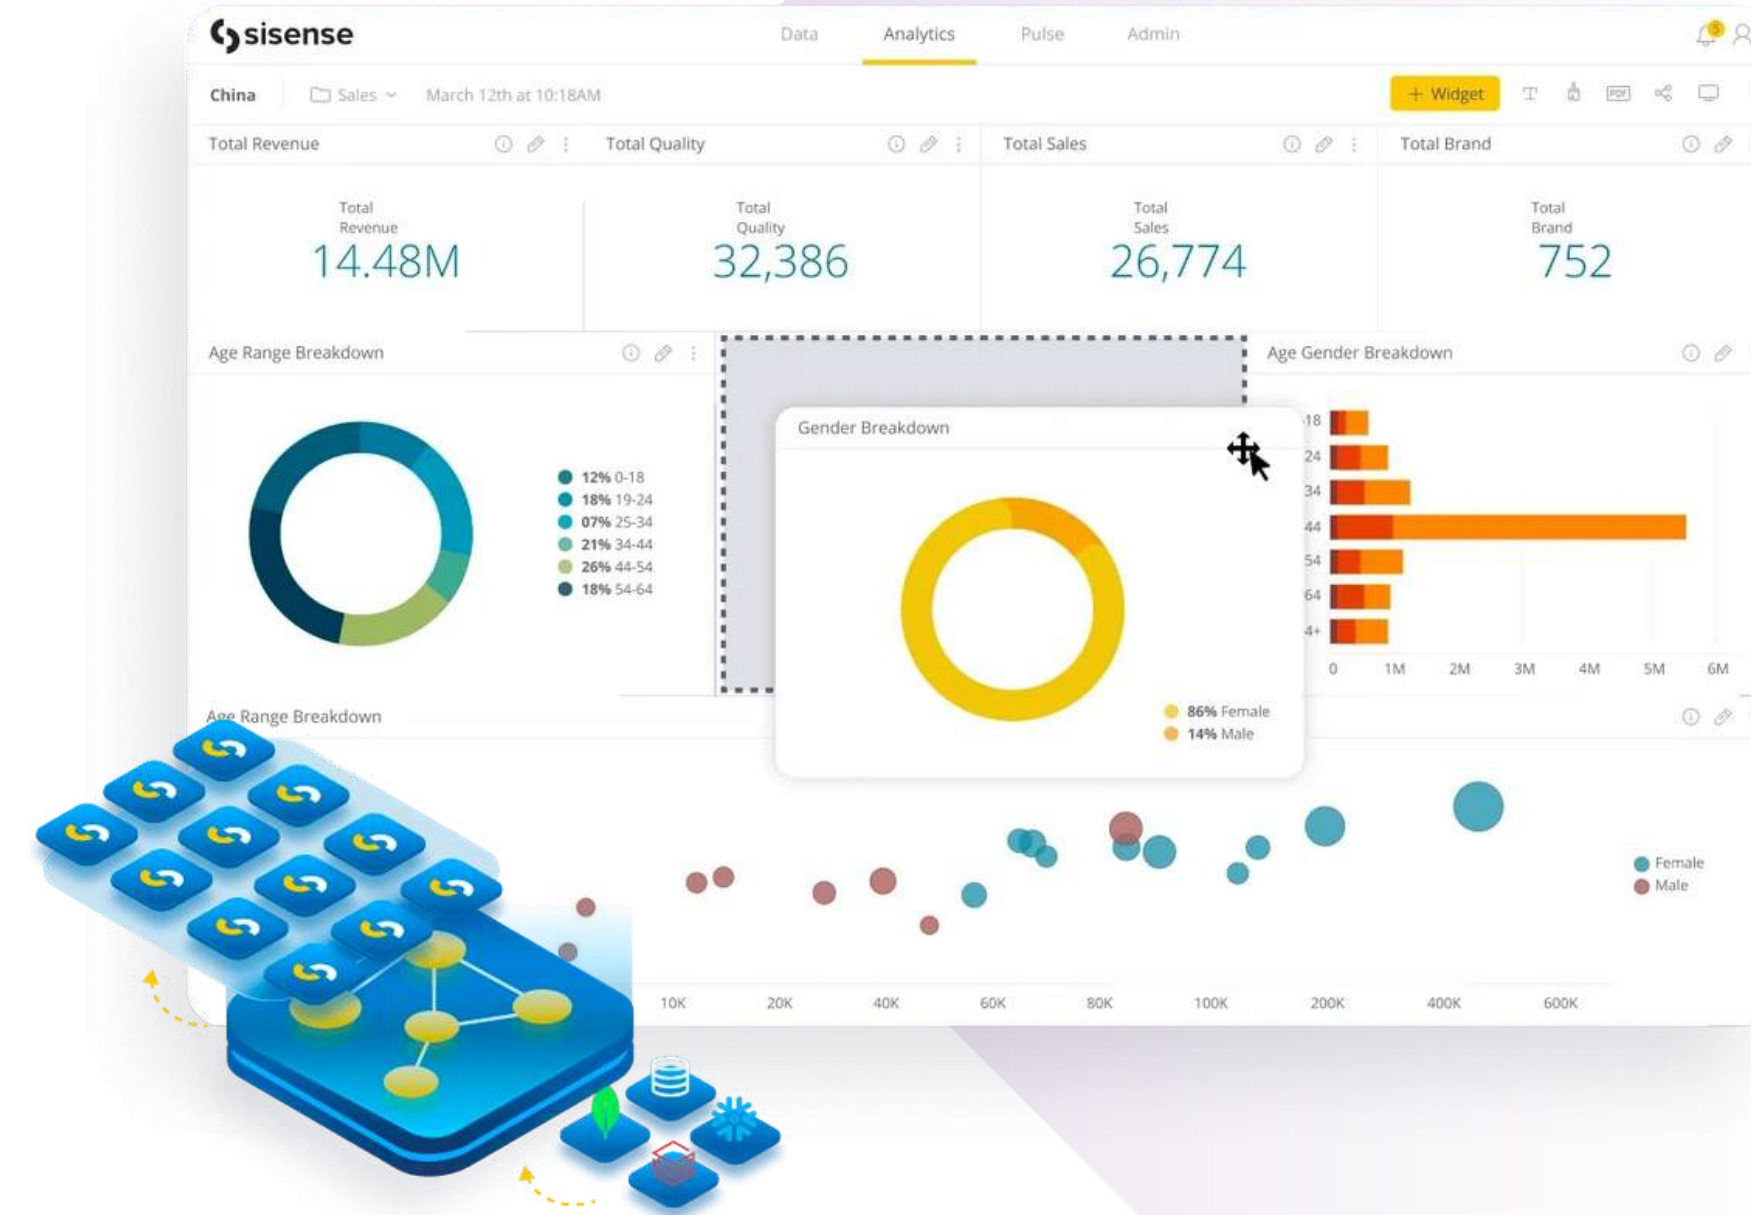 sisense
Data Analytics Pulse Admin
5
China Sales March 12th at 10:18AM
+ Widget T PDF
Total Revenue Total Quality Total Sales Total Brand
Total
Revenue
14.48M
Total
Quality
32,386
Total
Sales
26,774
Total
Brand
752
Age Range Breakdown
12% 0-18
18% 19-24
07% 25-34
21% 34-44
26% 44-54
18% 54-64
Gender Breakdown
86% Female
14% Male
Age Gender Breakdown
-18
24
34
44
54
64
4+
0 1M 2M 3M 4M 5M 6M
Age Range Breakdown
Female
Male
10K 20K 40K 60K 80K 100K 200K 400K 600K